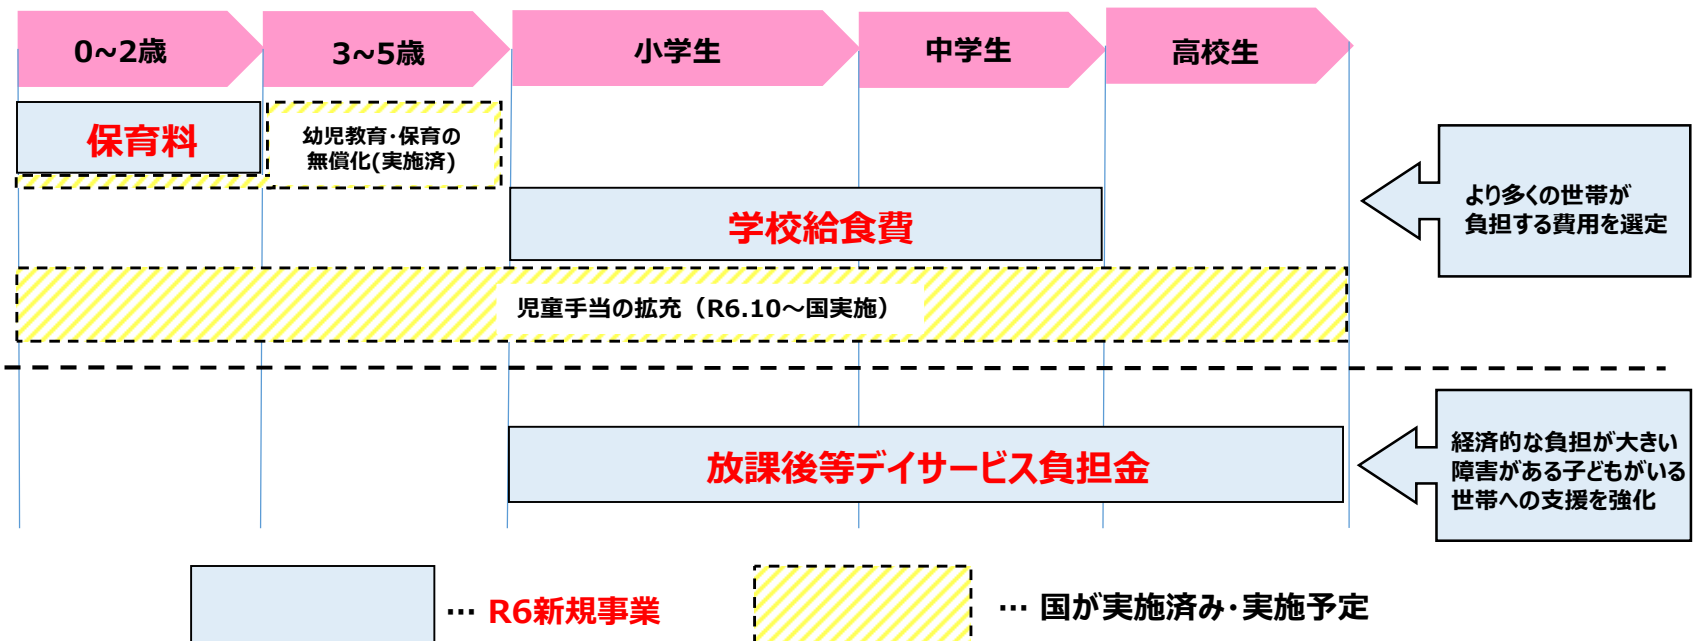 0~2歳
3~5歳
小学生
中学生
高校生
保育料
幼児教育・保育の
無償化(実施済)
より多くの世帯が
負担する費用を選定
学校給食費
児童手当の拡充（R6.10～国実施）
放課後等デイサービス負担金
経済的な負担が大きい
障害がある子どもがいる
世帯への支援を強化
… R6新規事業
… 国が実施済み・実施予定